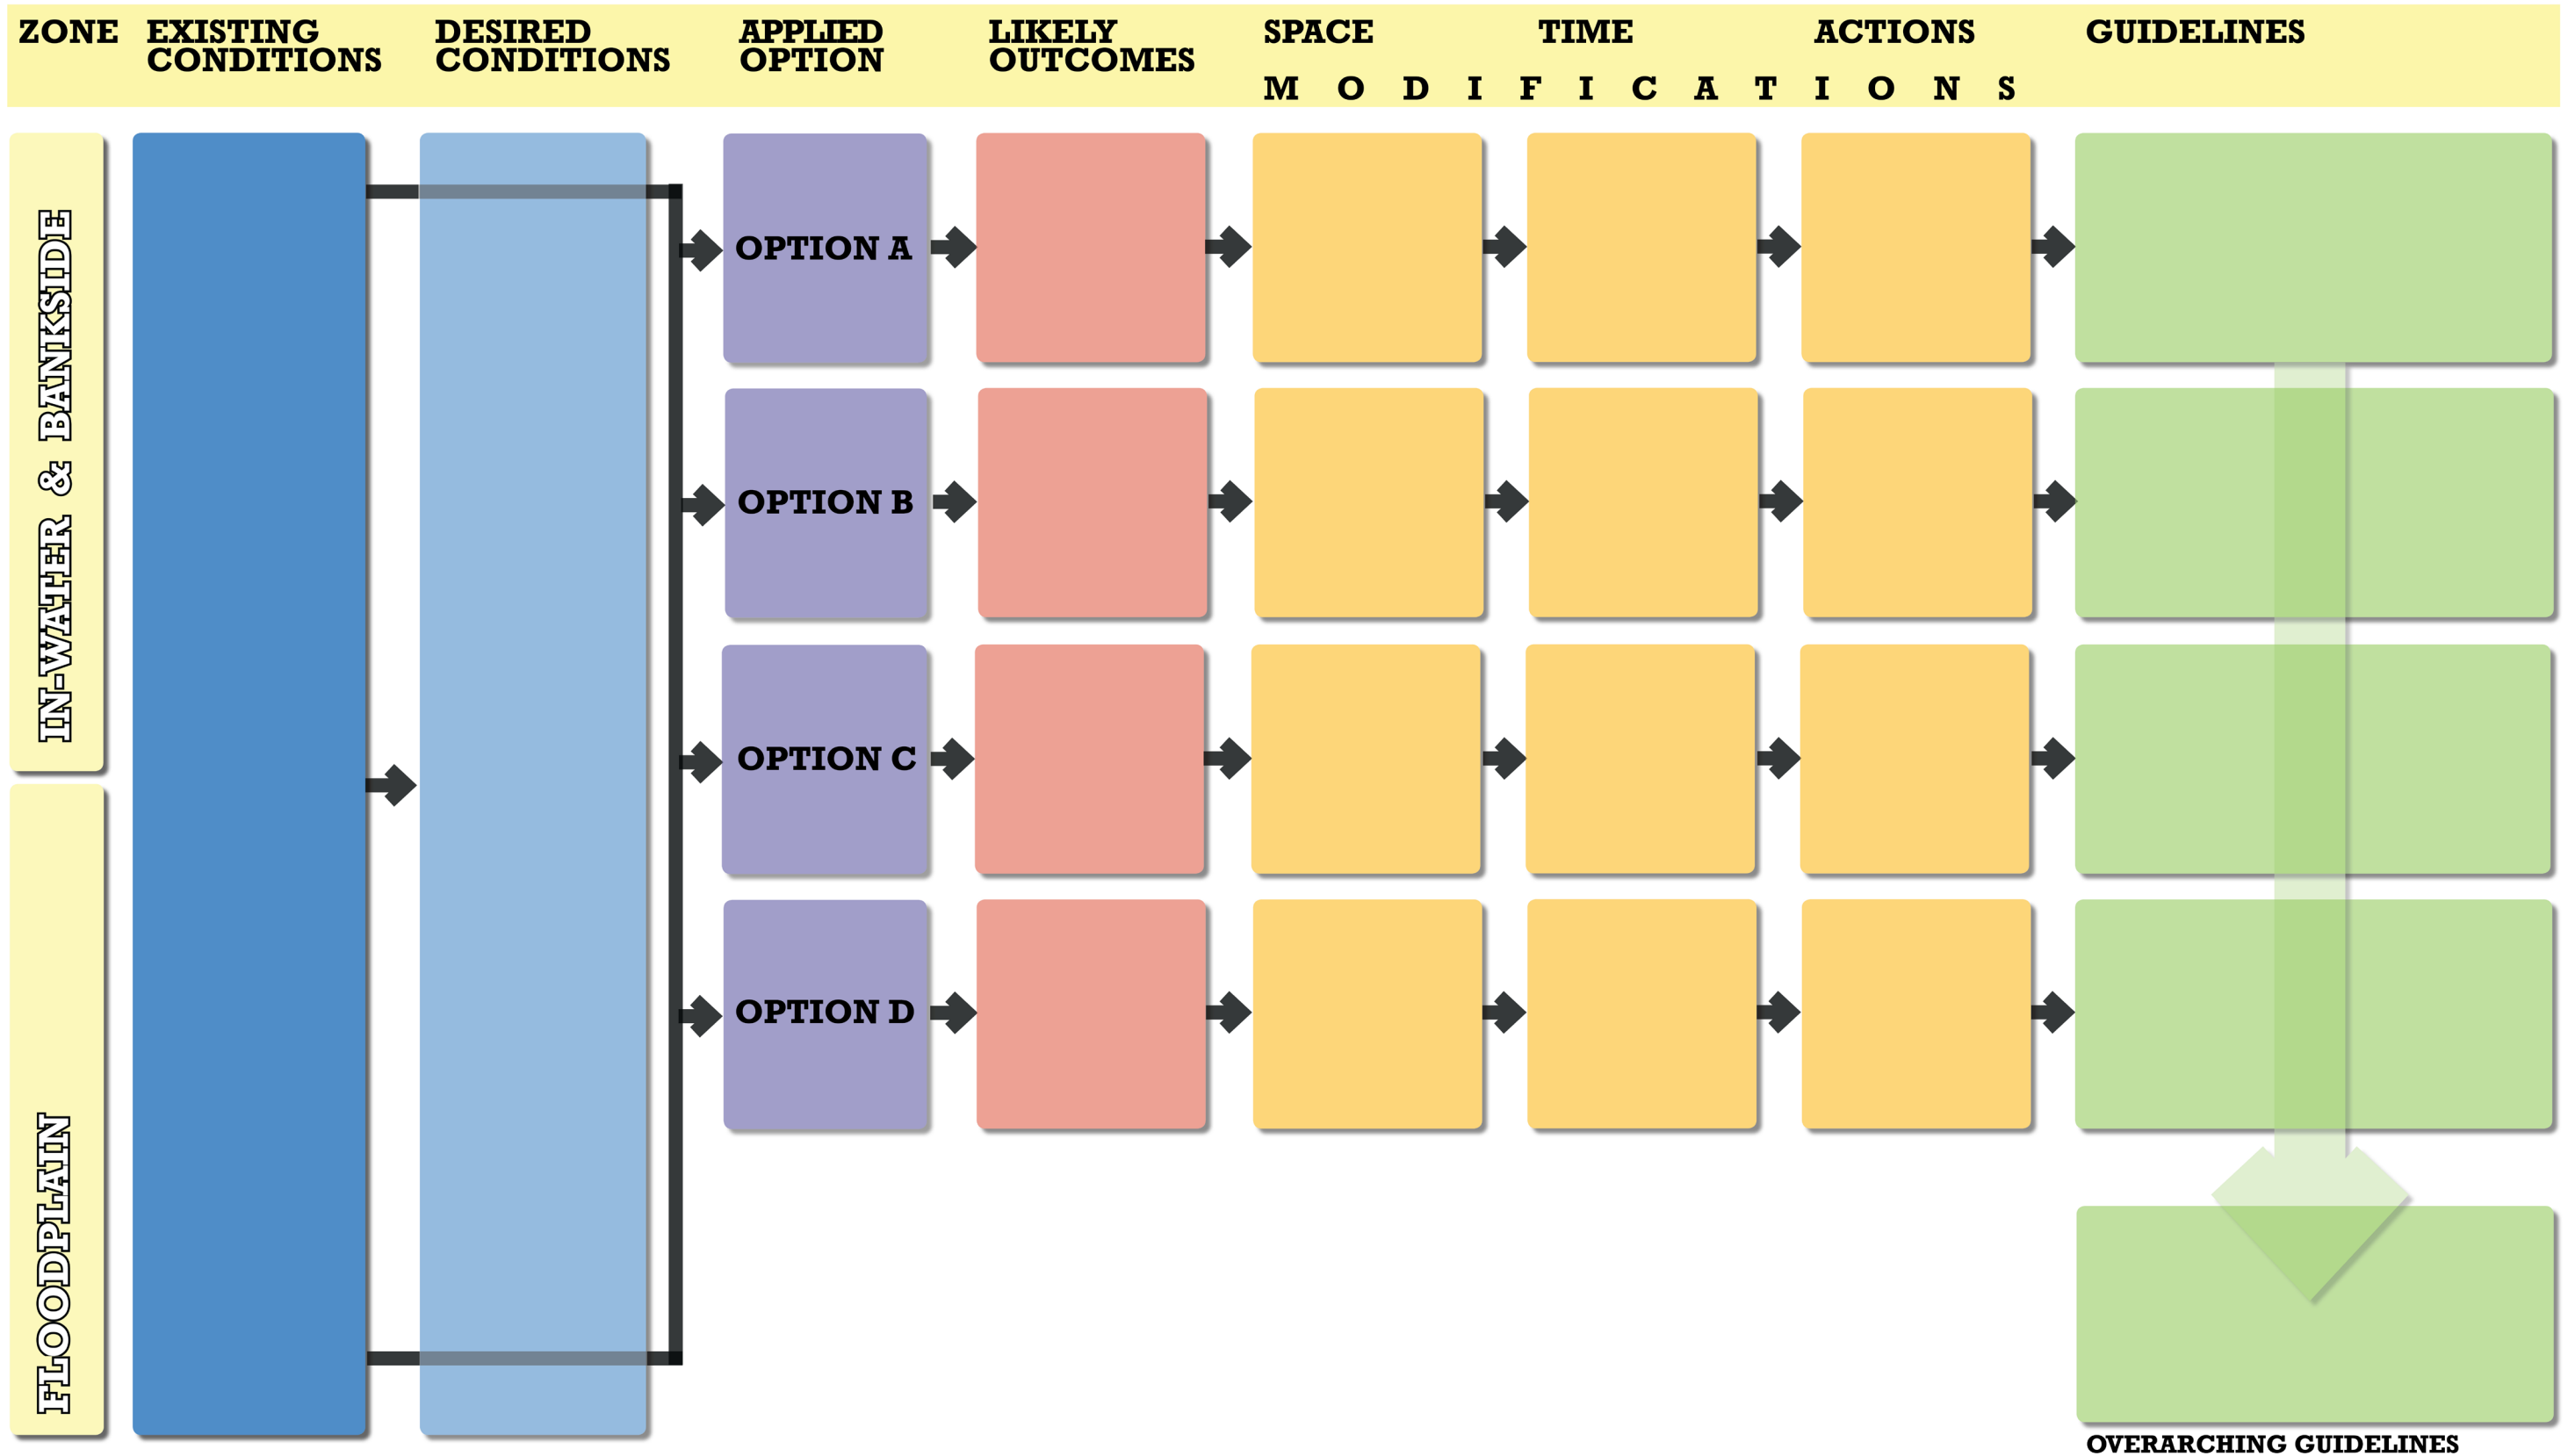 ZONE
EXISTING
CONDITIONS
DESIRED
CONDITIONS
APPLIED
OPTION
LIKELY
OUTCOMES
SPACE
TIME
ACTIONS
MODIFICATIONS
GUIDELINES
IN-WATER & BANKSIDE
FLOODPLAIN
OPTION A
OPTION B
OPTION C
OPTION D
OVERARCHING GUIDELINES